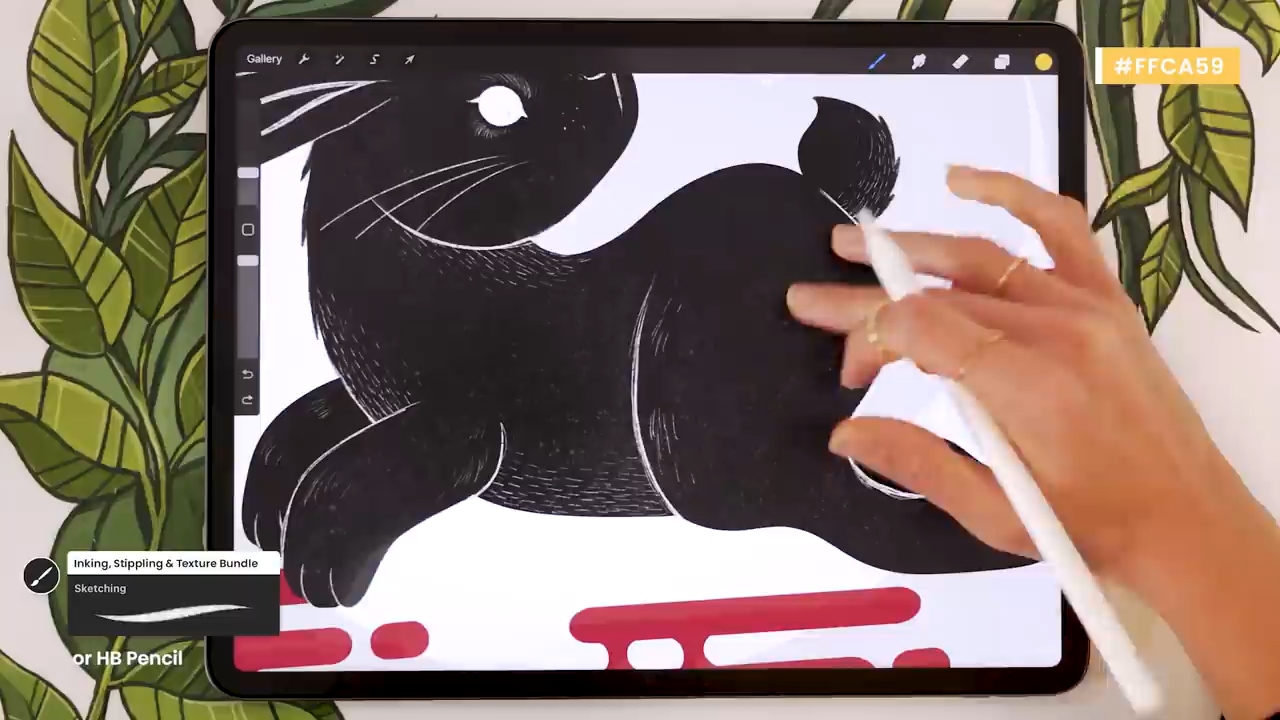 Gallery
#FFCA59
Inking, Stippling & Texture Bundle
Sketching
or HB Pencil